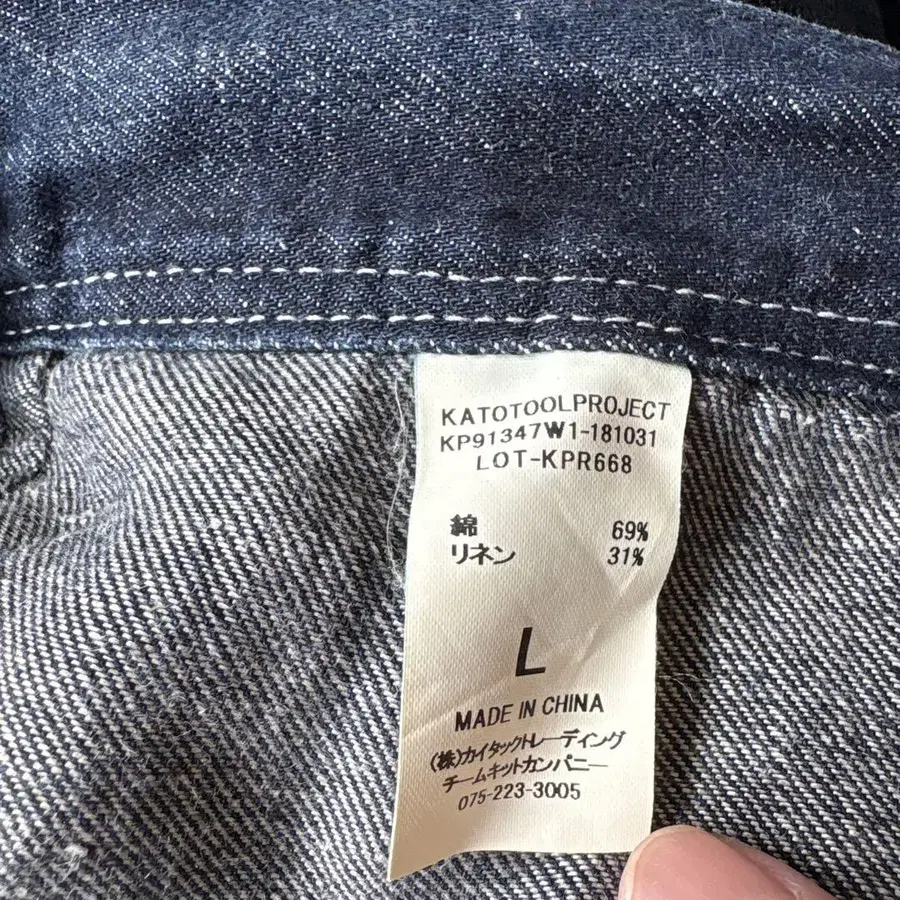 KATOTOOLPROJECT
KP91347W1-181031
LOT-KPR668
綿 69%
リネン 31%
L
MADE IN CHINA
(株)カイタックトレーディング
チームキットカンパニー
075-223-3005